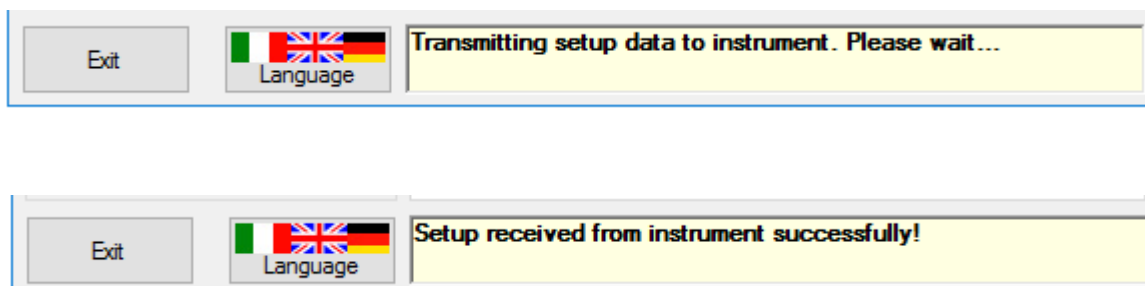 Exit
Language
Transmitting setup data to instrument. Please wait...
Exit
Language
Setup received from instrument successfully!